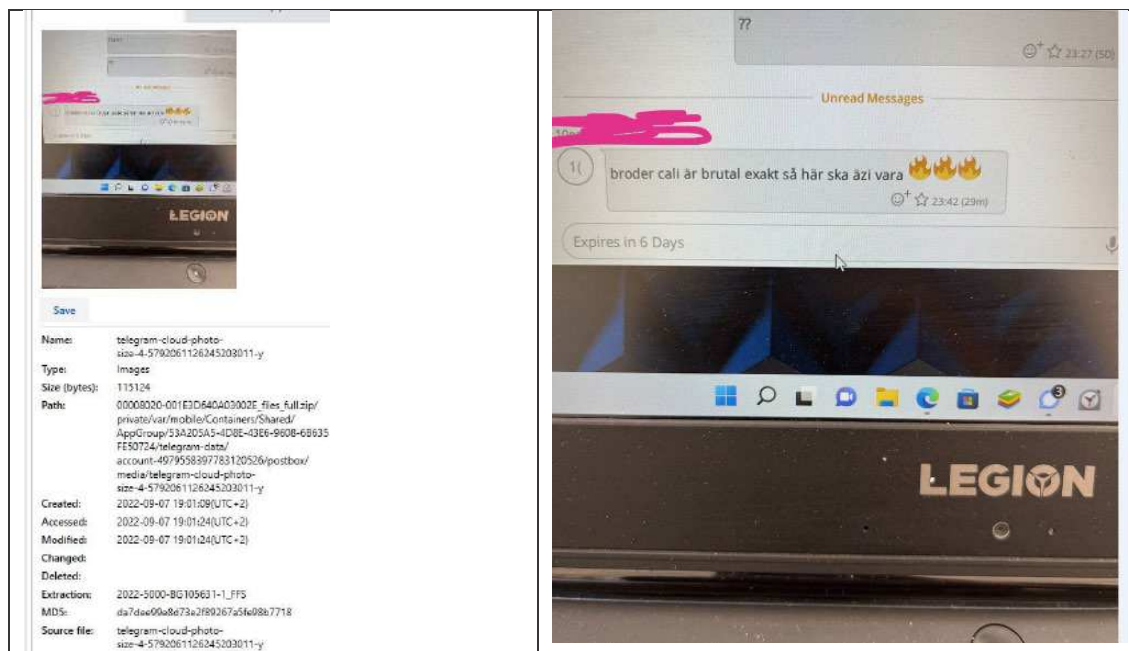 LEGION
Save
Name: telegram-cloud-photo-
size-4-5792061126245203011-y
Type: Images
Size (bytes): 115124
Path: 00008020-001E3D640A03002E_files_full.zip/
private/var/mobile/Containers/Shared/
AppGroup/53A205A5-4D8E-43E6-9608-6B635
FE50724/telegram-data/
account-4979558397783120526/postbox/
media/telegram-cloud-photo-
size-4-5792061126245203011-y
Created: 2022-09-07 19:01:09(UTC+2)
Accessed: 2022-09-07 19:01:24(UTC+2)
Modified: 2022-09-07 19:01:24(UTC+2)
Changed:
Deleted:
Extraction: 2022-5000-BG105631-1_FFS
MD5: da7dee99e8d73a2f89267a5fe98b7718
Source file: telegram-cloud-photo-
size-4-5792061126245203011-y
??
23:27 (50)
Unread Messages
1(
broder cali är brutal exakt så här ska äzi vara 🔥🔥🔥
23:42 (29m)
Expires in 6 Days
3
LEGION